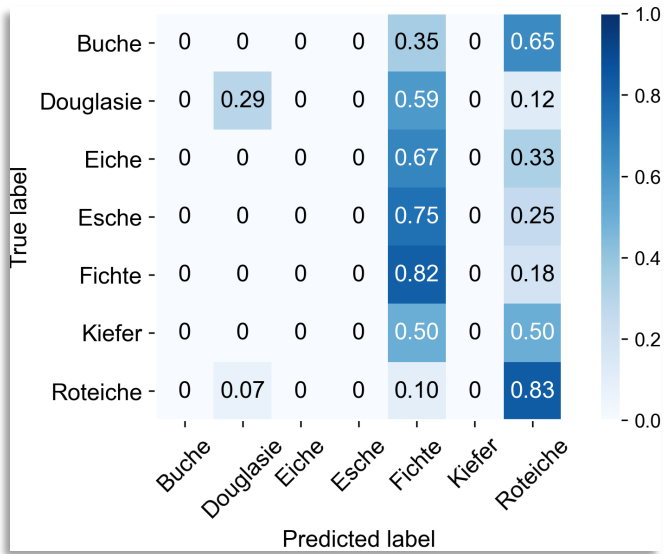 Buche 0 0 0 0.35 0 0.65
Douglasie 0 0.29 0 0 0.59 0 0.12
Eiche 0 0 0 0 0.67 0 0.33
Esche 0 0 0 0 0.75 0 0.25
Fichte 0 0 0 0 0.82 0 0.18
Kiefer 0 0 0 0 0.50 0 0.50
Roteiche 0 0.07 0 0 0.10 0 0.83
Buche Douglasie Eiche Esche Fichte Kiefer Roteiche
Predicted label
True label
1.0
0.8
0.6
0.4
0.2
0.0